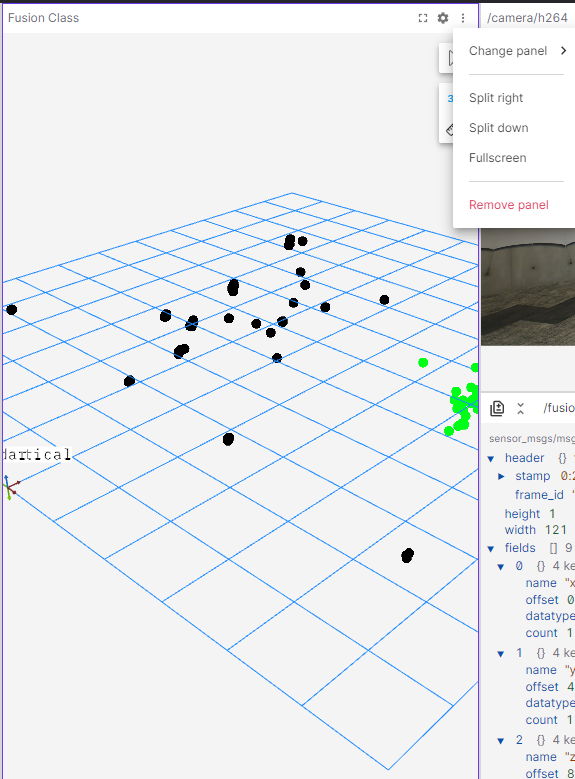 Fusion Class
/camera/h264
Change panel
Split right
Split down
Fullscreen
Remove panel
3
/fusio
sensor_msgs/msg
header {}
stamp 0:2
frame_id
height 1
width 121
fields [] 9
0 {} 4 ke
name "x
offset 0
datatype
count 1
1 {} 4 ke
name "y
offset 4
datatype
count 1
2 {} 4 ke
name "z
offset 8